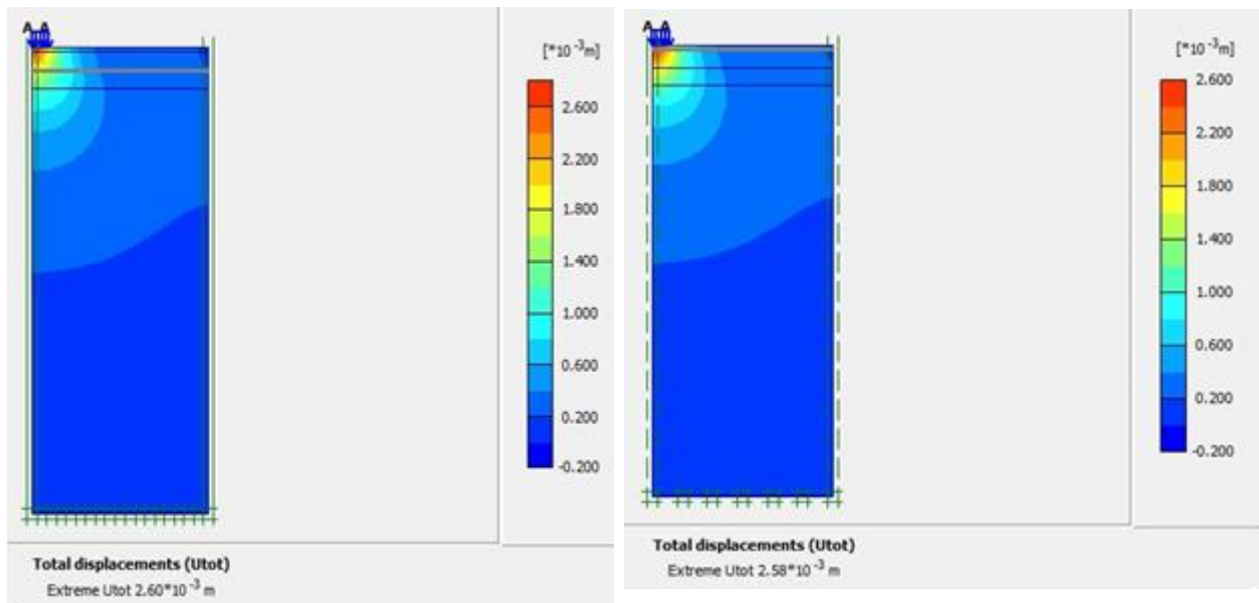 A A
[*10⁻³m]
2.600
2.200
1.800
1.400
1.000
0.600
0.200
-0.200
Total displacements (Utot)
Extreme Utot 2.60*10⁻³ m
A A
[*10⁻³m]
2.600
2.200
1.800
1.400
1.000
0.600
0.200
-0.200
Total displacements (Utot)
Extreme Utot 2.58*10⁻³ m